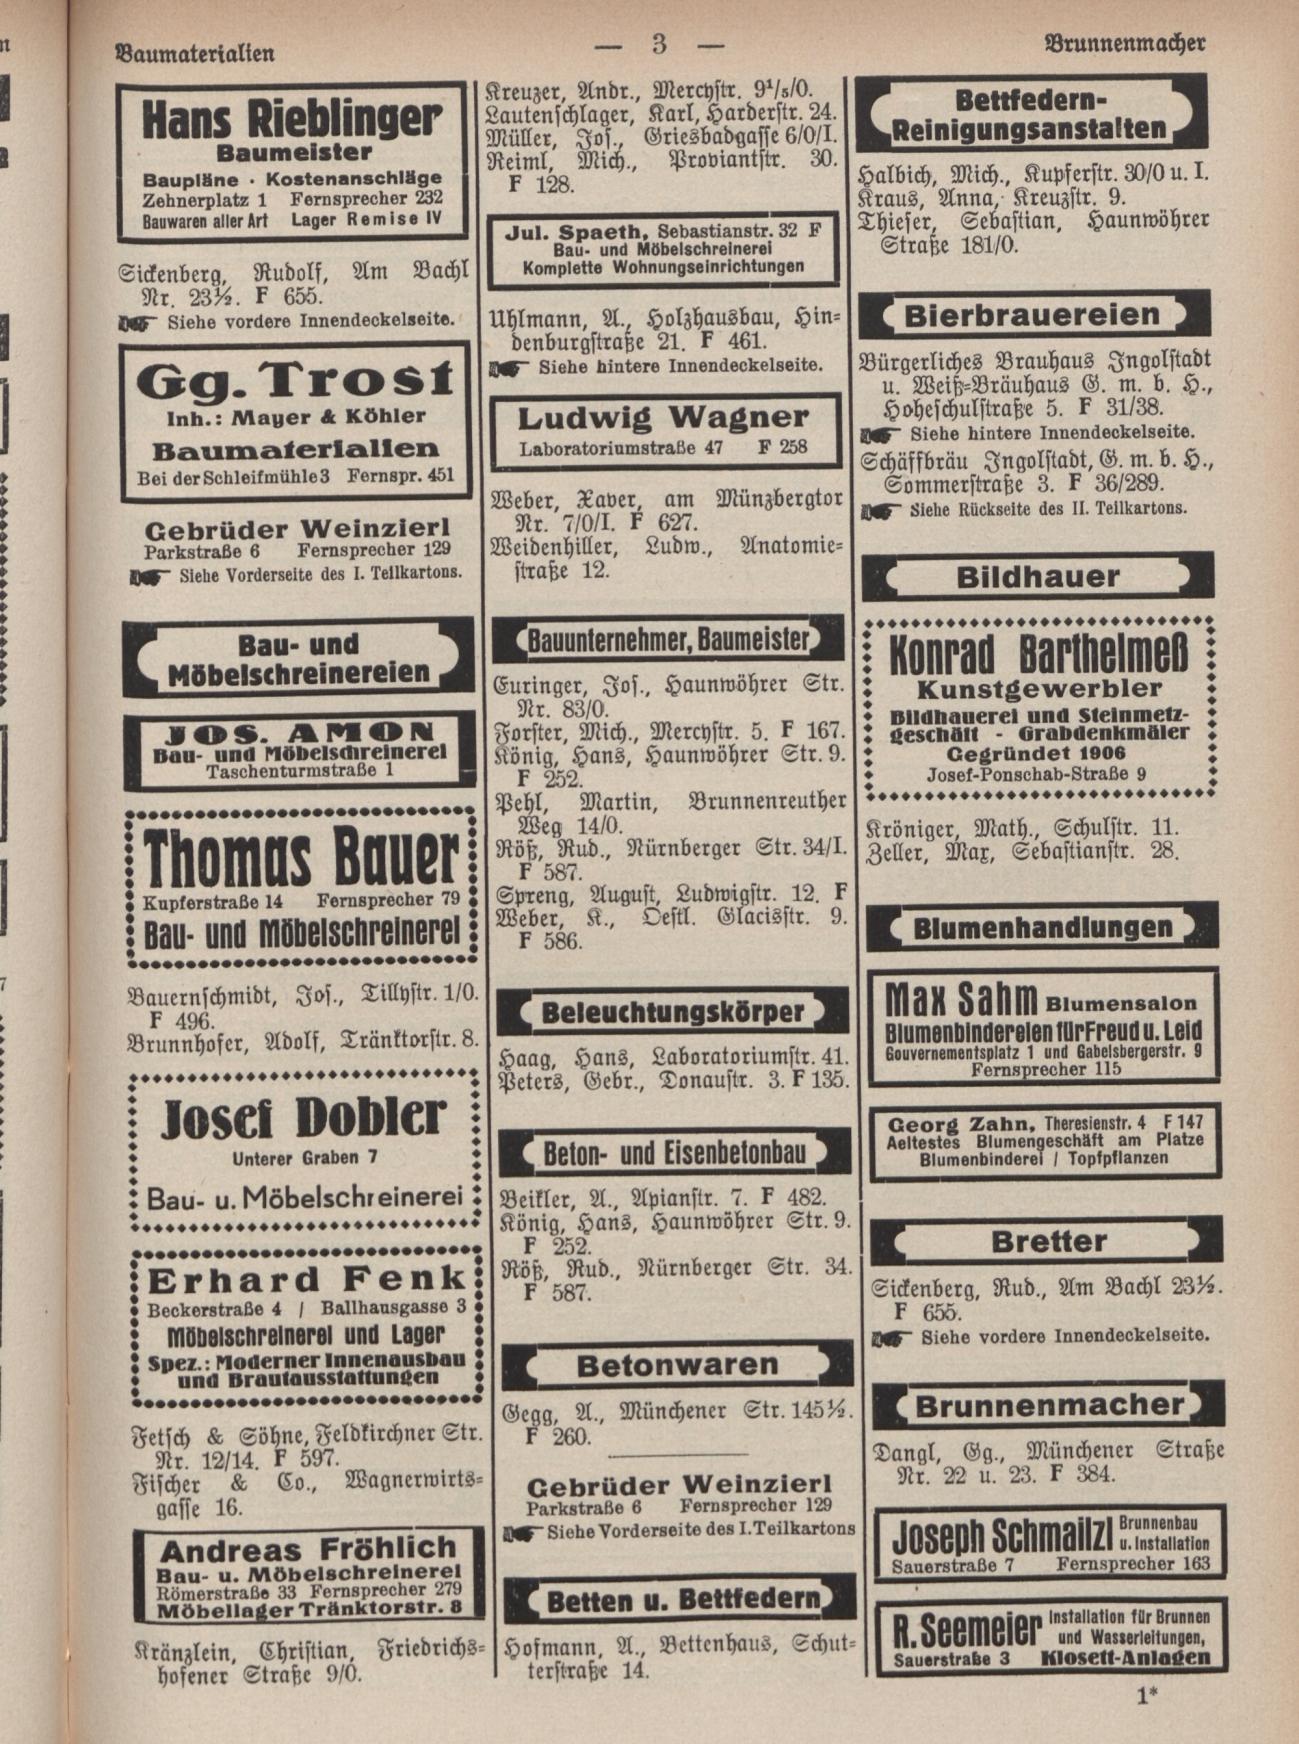 Baumaterialien
— 3 —
Brunnenmacher
Hans Rieblinger
Baumeister
Baupläne · Kostenanschläge
Zehnerplatz 1 Fernsprecher 232
Bauwaren aller Art Lager Remise IV
Sickenberg, Rudolf, Am Bachl
Nr. 23½. F 655.
Siehe vordere Innendeckelseite.
Gg. Trost
Inh.: Mayer & Köhler
Baumaterialien
Bei der Schleifmühle 3 Fernspr. 451
Gebrüder Weinzierl
Parkstraße 6 Fernsprecher 129
Siehe Vorderseite des I. Teilkartons.
Bau- und
Möbelschreinereien
JOS. AMON
Bau- und Möbelschreinerei
Taschenturmstraße 1
Thomas Bauer
Kupferstraße 14 Fernsprecher 79
Bau- und Möbelschreinerei
Bauernschmidt, Jos., Tillystr. 1/0.
F 496.
Brunnhofer, Adolf, Tränktorstr. 8.
Josef Dobler
Unterer Graben 7
Bau- u. Möbelschreinerei
Erhard Fenk
Beckerstraße 4 / Ballhausgasse 3
Möbelschreinerei und Lager
Spez.: Moderner Innenausbau
und Brautausstattungen
Fetsch & Söhne, Feldkirchner Str.
Nr. 12/14. F 597.
Fischer & Co., Wagnerwirts=
gasse 16.
Andreas Fröhlich
Bau- u. Möbelschreinerei
Römerstraße 33 Fernsprecher 279
Möbellager Tränktorstr. 8
Kränzlein, Christian, Friedrichs=
hofener Straße 9/0.
Kreuzer, Andr., Mercystr. 9¹/₅/0.
Lautenschlager, Karl, Harderstr. 24.
Müller, Jos., Griesbadgasse 6/0/I.
Reiml, Mich., Proviantstr. 30.
F 128.
Jul. Spaeth, Sebastianstr. 32 F
Bau- und Möbelschreinerei
Komplette Wohnungseinrichtungen
Uhlmann, A., Holzhausbau, Hin=
denburgstraße 21. F 461.
Siehe hintere Innendeckelseite.
Ludwig Wagner
Laboratoriumstraße 47 F 258
Weber, Xaver, am Münzbergtor
Nr. 7/0/I. F 627.
Weidenhiller, Ludw., Anatomie=
straße 12.
Bauunternehmer, Baumeister
Euringer, Jos., Haunwöhrer Str.
Nr. 83/0.
Forster, Mich., Mercystr. 5. F 167.
König, Hans, Haunwöhrer Str. 9.
F 252.
Pehl, Martin, Brunnenreuther
Weg 14/0.
Röß, Rud., Nürnberger Str. 34/I.
F 587.
Spreng, August, Ludwigstr. 12. F
Weber, K., Oestl. Glacisstr. 9.
F 586.
Beleuchtungskörper
Haag, Hans, Laboratoriumstr. 41.
Peters, Gebr., Donaustr. 3. F 135.
Beton- und Eisenbetonbau
Beikler, A., Apianstr. 7. F 482.
König, Hans, Haunwöhrer Str. 9.
F 252.
Röß, Rud., Nürnberger Str. 34.
F 587.
Betonwaren
Gegg, A., Münchener Str. 145½.
F 260.
Gebrüder Weinzierl
Parkstraße 6 Fernsprecher 129
Siehe Vorderseite des I. Teilkartons
Betten u. Bettfedern
Hofmann, A., Bettenhaus, Schut=
terstraße 14.
Bettfedern-
Reinigungsanstalten
Halbich, Mich., Kupferstr. 30/0 u. I.
Kraus, Anna, Kreuzstr. 9.
Thieser, Sebastian, Haunwöhrer
Straße 181/0.
Bierbrauereien
Bürgerliches Brauhaus Ingolstadt
u. Weiß=Bräuhaus G. m. b. H.,
Hoheschulstraße 5. F 31/38.
Siehe hintere Innendeckelseite.
Schäffbräu Ingolstadt, G. m. b. H.,
Sommerstraße 3. F 36/289.
Siehe Rückseite des II. Teilkartons.
Bildhauer
Konrad Barthelmeß
Kunstgewerbler
Bildhauerei und Steinmetz-
geschäft - Grabdenkmäler
Gegründet 1906
Josef-Ponschab-Straße 9
Kröniger, Math., Schulstr. 11.
Zeller, Max, Sebastianstr. 28.
Blumenhandlungen
Max Sahm Blumensalon
Blumenbindereien für Freud u. Leid
Gouvernementsplatz 1 und Gabelsbergerstr. 9
Fernsprecher 115
Georg Zahn, Theresienstr. 4 F 147
Aeltestes Blumengeschäft am Platze
Blumenbinderei / Topfpflanzen
Bretter
Sickenberg, Rud., Am Bachl 23½.
F 655.
Siehe vordere Innendeckelseite.
Brunnenmacher
Dangl, Gg., Münchener Straße
Nr. 22 u. 23. F 384.
Joseph Schmailzl Brunnenbau
u. Installation
Sauerstraße 7 Fernsprecher 163
R. Seemeier Installation für Brunnen
und Wasserleitungen,
Sauerstraße 3 Klosett-Anlagen
1*